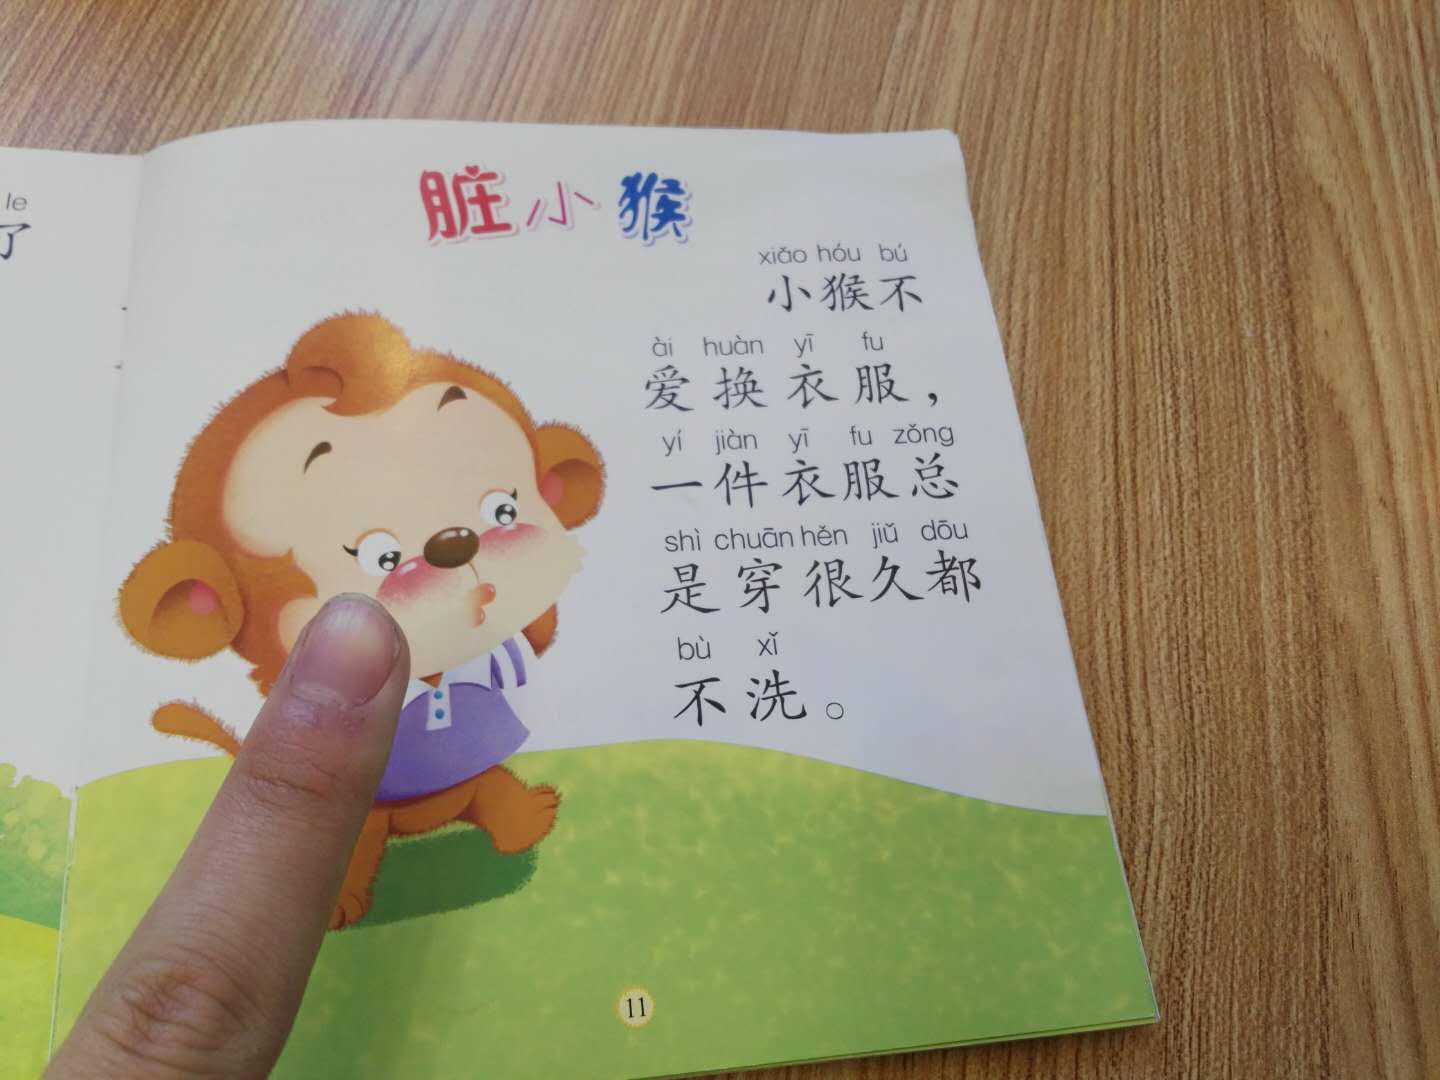 le
了
脏小猴
xiǎo hóu bú
小猴不
ài huàn yī fu
爱换衣服，
yí jiàn yī fu zǒng
一件衣服总
shì chuān hěn jiǔ dōu
是穿很久都
bù xǐ
不洗。
11